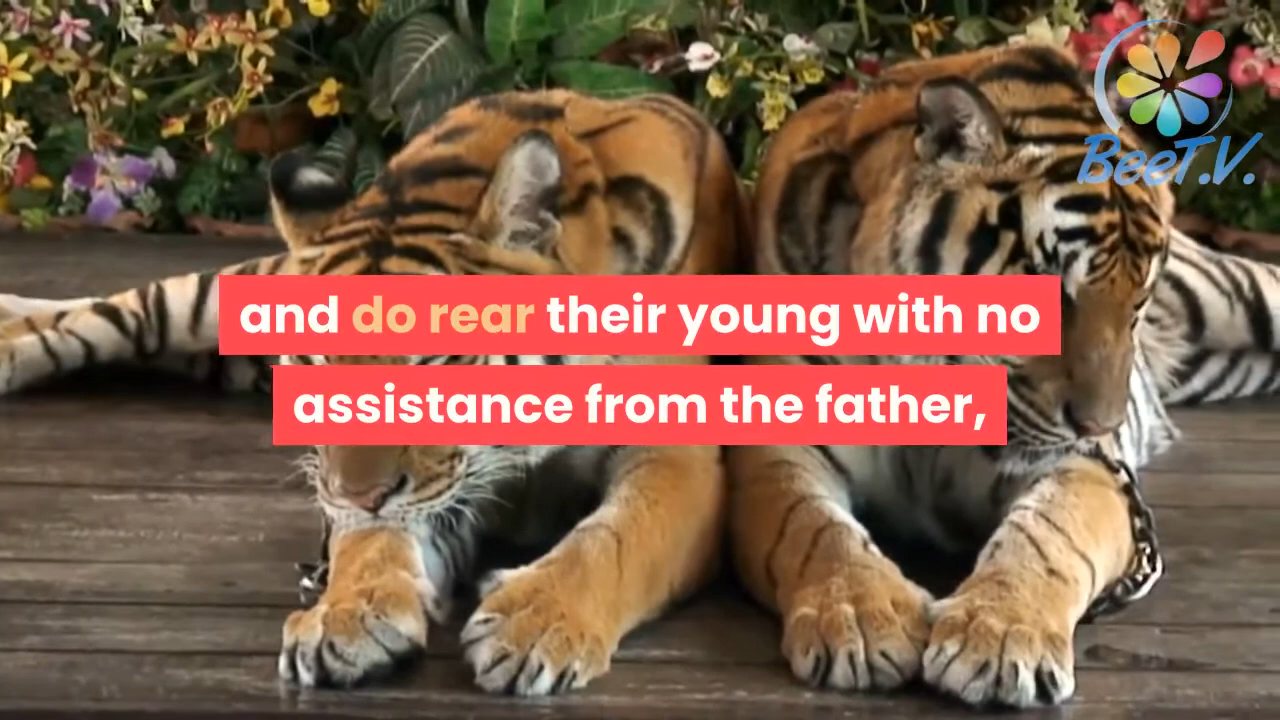 BeeT.V.
and do rear their young with no
assistance from the father,